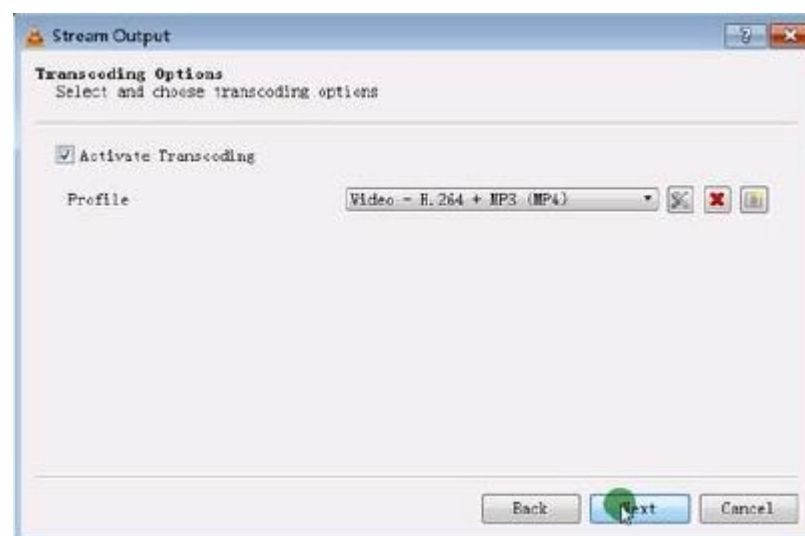 Stream Output
Transcoding Options
Select and choose transcoding options
Activate Transcoding
Profile
Video - H.264 + MP3 (MP4)
Back
Next
Cancel